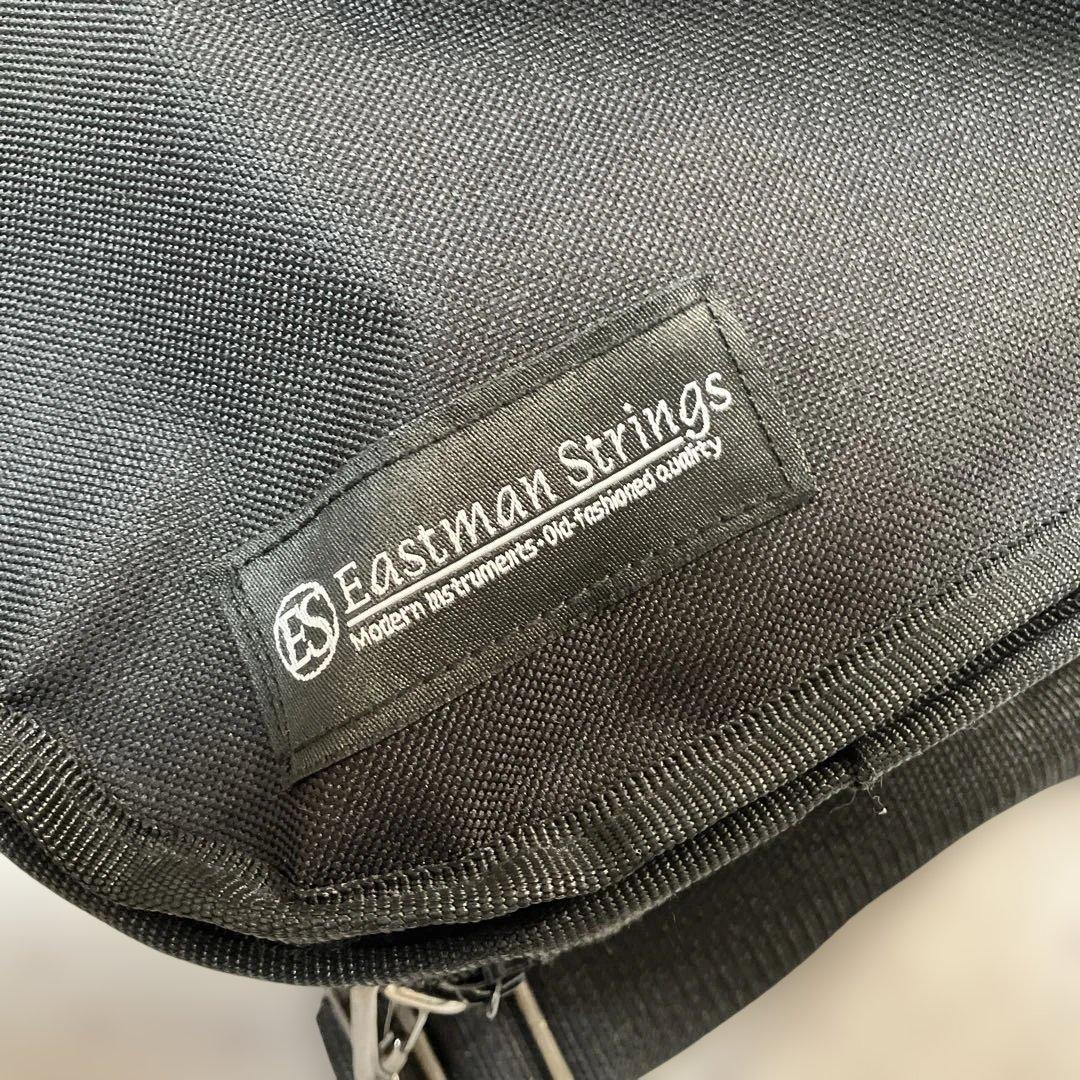 ES Eastman Strings
Modern Instruments-Old-fashioned Quality